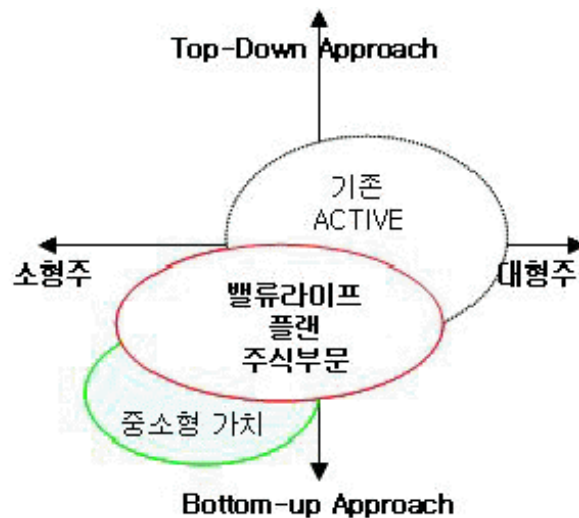 Top-Down Approach
기존
ACTIVE
소형주
대형주
밸류라이프
플랜
주식부문
중소형 가치
Bottom-up Approach